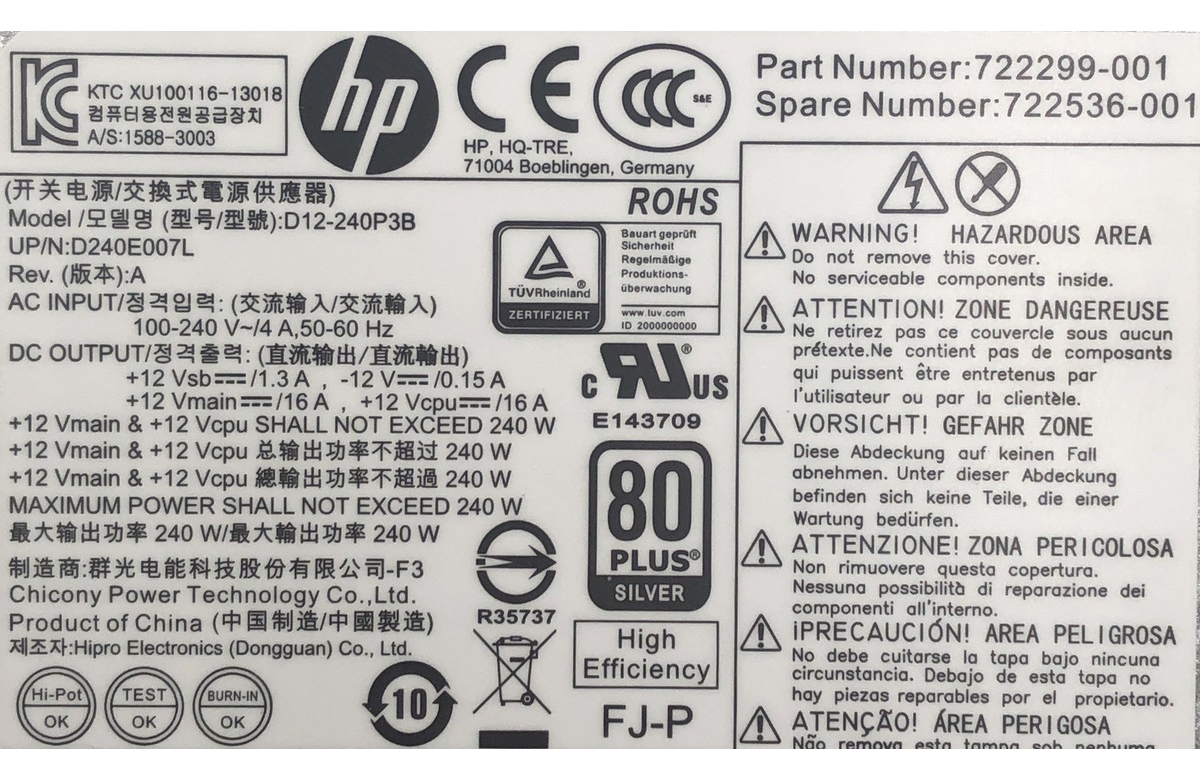 KC
KTC XU100116-13018
컴퓨터용전원공급장치
A/S:1588-3003
hp
CE
HP, HQ-TRE,
71004 Boeblingen, Germany
CCC S&E
Part Number:722299-001
Spare Number:722536-001
(开关电源/交換式電源供應器)
Model /모델명 (型号/型號):D12-240P3B
UP/N:D240E007L
Rev. (版本):A
AC INPUT/정격입력: (交流输入/交流輸入)
100-240 V~/4 A,50-60 Hz
DC OUTPUT/정격출력: (直流输出/直流輸出)
+12 Vsb⎓/1.3 A , -12 V⎓/0.15 A
+12 Vmain⎓/16 A , +12 Vcpu⎓/16 A
+12 Vmain & +12 Vcpu SHALL NOT EXCEED 240 W
+12 Vmain & +12 Vcpu 总输出功率不超过 240 W
+12 Vmain & +12 Vcpu 總輸出功率不超過 240 W
MAXIMUM POWER SHALL NOT EXCEED 240 W
最大输出功率 240 W/最大輸出功率 240 W
制造商:群光电能科技股份有限公司-F3
Chicony Power Technology Co.,Ltd.
Product of China (中国制造/中國製造)
제조자:Hipro Electronics (Dongguan) Co., Ltd.
Hi-Pot
OK
TEST
OK
BURN-IN
OK
10
ROHS
TÜVRheinland®
ZERTIFIZIERT
Bauart geprüft
Sicherheit
Regelmäßige
Produktions-
überwachung
www.tuv.com
ID 2000000000
c RU® US
E143709
80
PLUS®
SILVER
R35737
High
Efficiency
FJ-P
WARNING! HAZARDOUS AREA
Do not remove this cover.
No serviceable components inside.
ATTENTION! ZONE DANGEREUSE
Ne retirez pas ce couvercle sous aucun
prétexte.Ne contient pas de composants
qui puissent être entretenus par
l'utilisateur ou par la clientèle.
VORSICHT! GEFAHR ZONE
Diese Abdeckung auf keinen Fall
abnehmen. Unter dieser Abdeckung
befinden sich keine Teile, die einer
Wartung bedürfen.
ATTENZIONE! ZONA PERICOLOSA
Non rimuovere questa copertura.
Nessuna possibilità di reparazione dei
componenti all'interno.
¡PRECAUCIÓN! AREA PELIGROSA
No debe cuitarse la tapa bajo nincuna
circunstancia. Debajo de esta tapa no
hay piezas reparables por el propietario.
ATENÇÃO! ÁREA PERIGOSA
Não remova esta tampa sob nenhuma